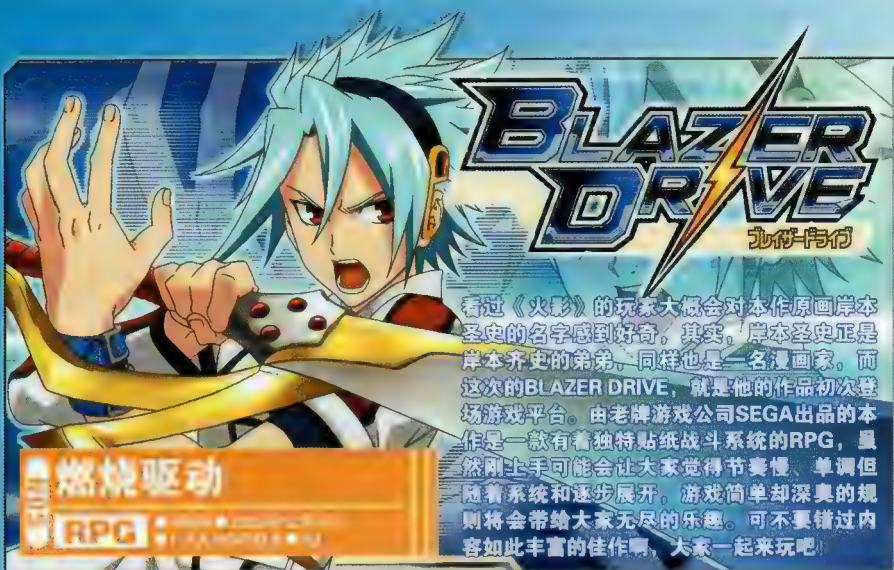 BLAZER
DRIVE
ブレイザードライブ
看过《火影》的玩家大概会对本作原画岸本
圣史的名字感到好奇，其实，岸本圣史正是
岸本齐史的弟弟，同样也是一名漫画家，而
这次的BLAZER DRIVE，就是他的作品初次登
场游戏平台。由老牌游戏公司SEGA出品的本
作是一款有着独特贴纸战斗系统的RPG，虽
然刚上手可能会让大家觉得节奏慢、单调但
随着系统和逐步展开，游戏简单却深奥的规
则将会带给大家无尽的乐趣。可不要错过内
容如此丰富的佳作啊，大家一起来玩吧！
燃烧驱动
RPG